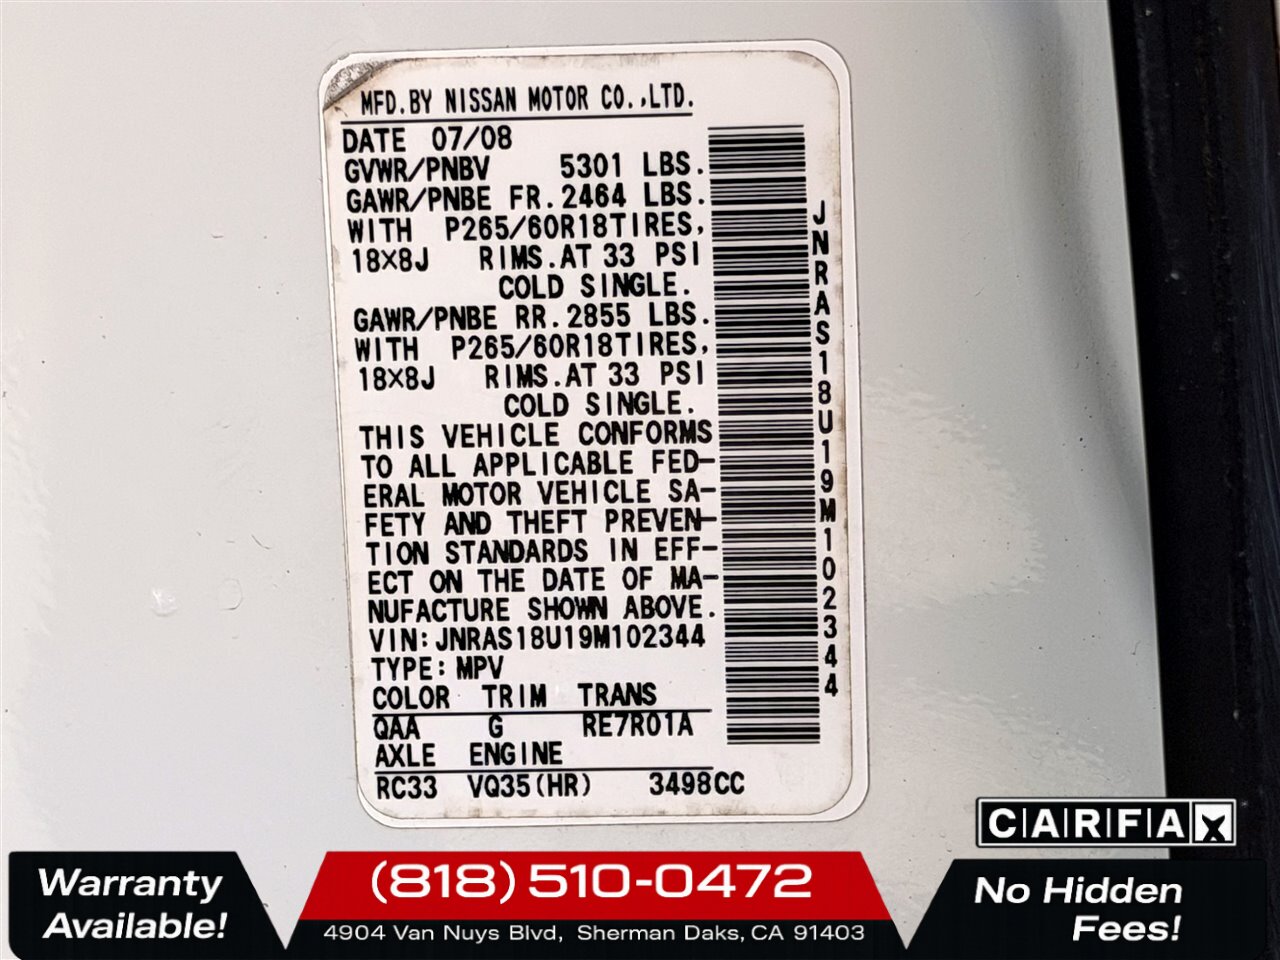 MFD.BY NISSAN MOTOR CO.,LTD.
DATE 07/08
GVWR/PNBV 5301 LBS.
GAWR/PNBE FR.2464 LBS.
WITH P265/60R18TIRES,
18X8J RIMS.AT 33 PSI
COLD SINGLE.
GAWR/PNBE RR.2855 LBS.
WITH P265/60R18TIRES,
18X8J RIMS.AT 33 PSI
COLD SINGLE.
THIS VEHICLE CONFORMS
TO ALL APPLICABLE FED-
ERAL MOTOR VEHICLE SA-
FETY AND THEFT PREVEN-
TION STANDARDS IN EFF-
ECT ON THE DATE OF MA-
NUFACTURE SHOWN ABOVE.
VIN:JNRAS18U19M102344
TYPE:MPV
COLOR TRIM TRANS
QAA G RE7R01A
AXLE ENGINE
RC33 VQ35(HR) 3498CC
JNRAS18U19M102344
CARFAX
Warranty
Available!
(818) 510-0472
4904 Van Nuys Blvd, Sherman Oaks, CA 91403
No Hidden
Fees!